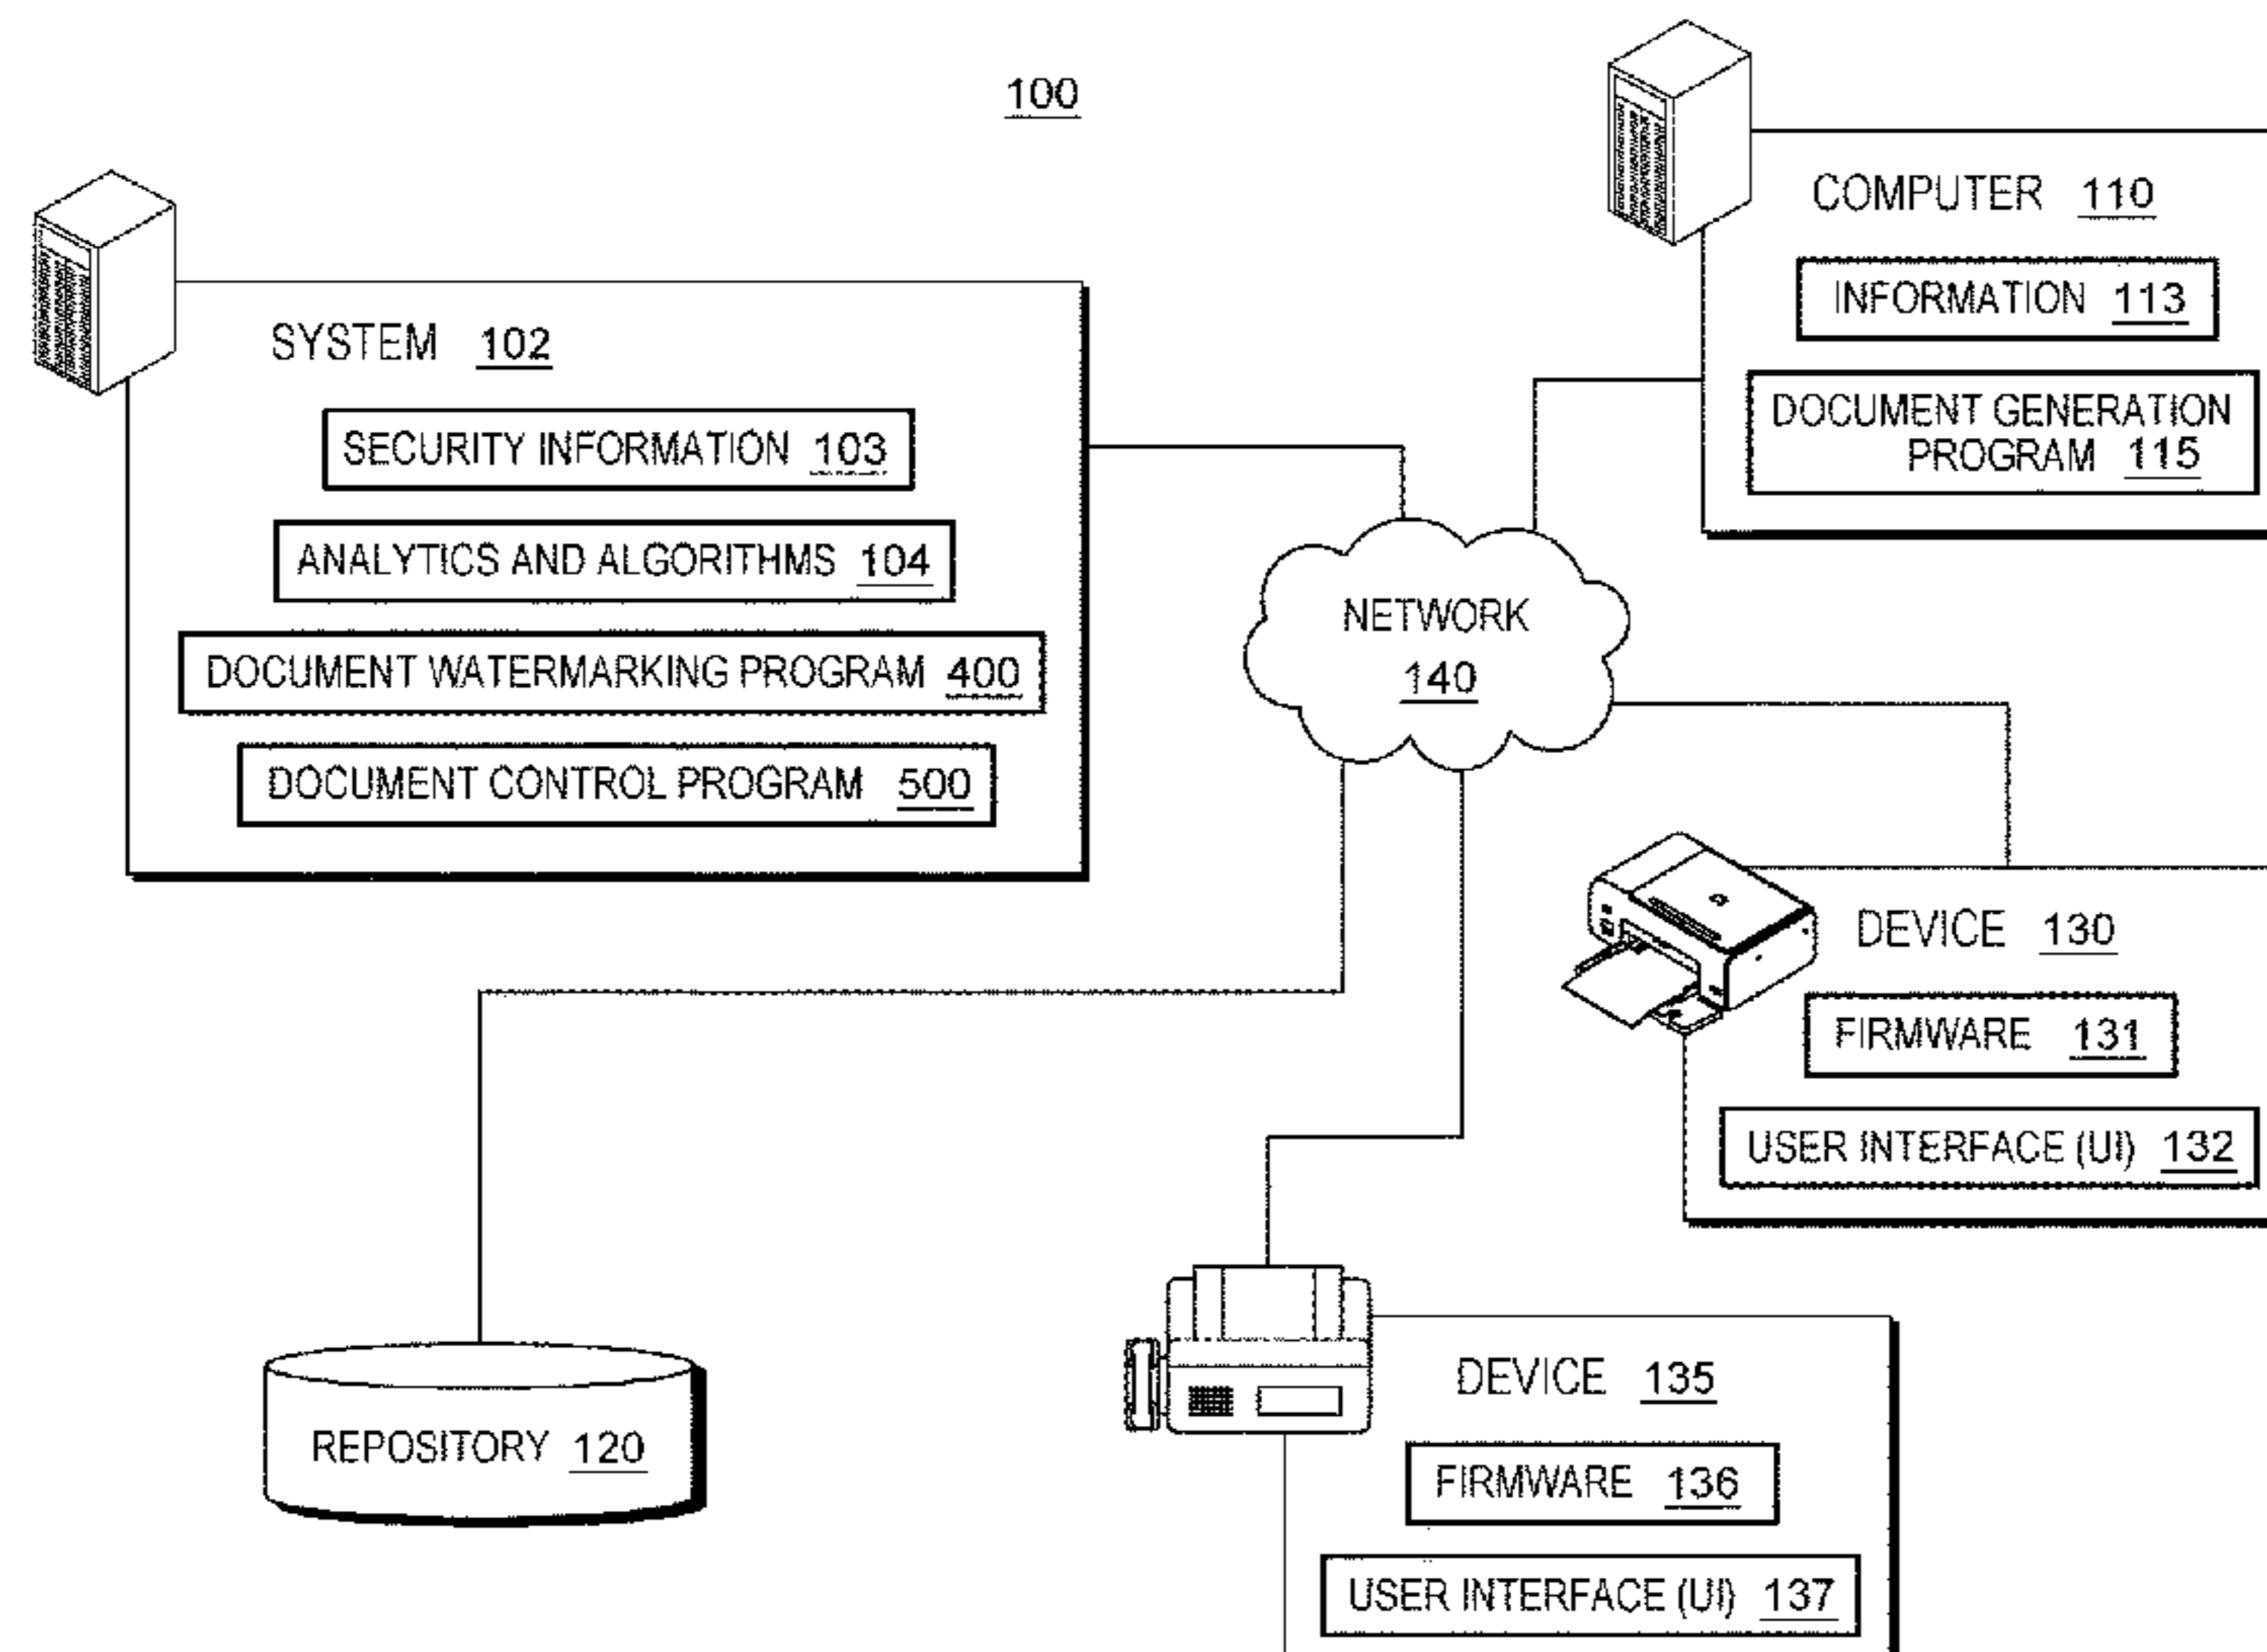 100
SYSTEM 102
SECURITY INFORMATION 103
ANALYTICS AND ALGORITHMS 104
DOCUMENT WATERMARKING PROGRAM 400
DOCUMENT CONTROL PROGRAM 500
COMPUTER 110
INFORMATION 113
DOCUMENT GENERATION
PROGRAM 115
NETWORK
140
DEVICE 130
FIRMWARE 131
USER INTERFACE (UI) 132
REPOSITORY 120
DEVICE 135
FIRMWARE 136
USER INTERFACE (UI) 137